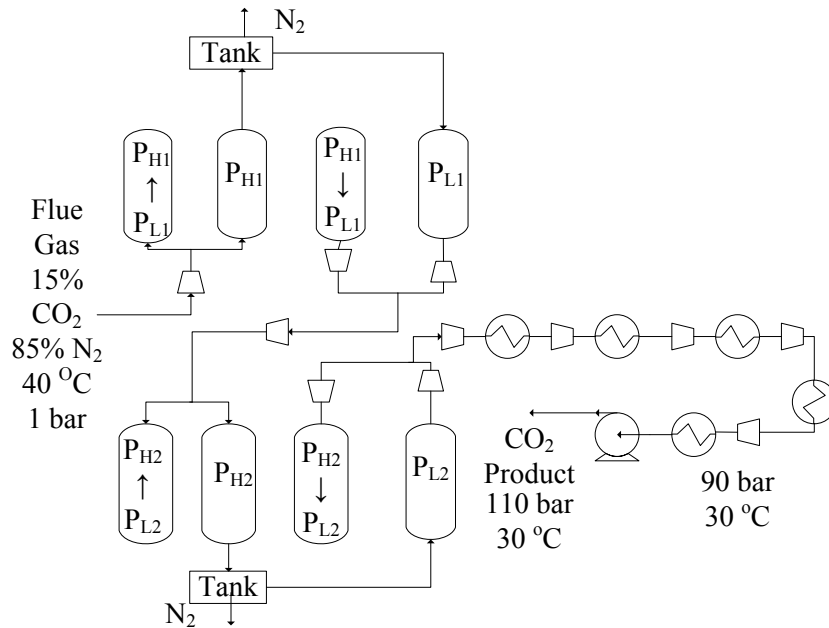 N2
Tank
PH1
↑
PL1
PH1
PH1
↓
PL1
PL1
Flue
Gas
15%
CO2
85% N2
40 OC
1 bar
PH2
↑
PL2
PH2
PH2
↓
PL2
PL2
CO2
Product
110 bar
30 oC
90 bar
30 oC
Tank
N2